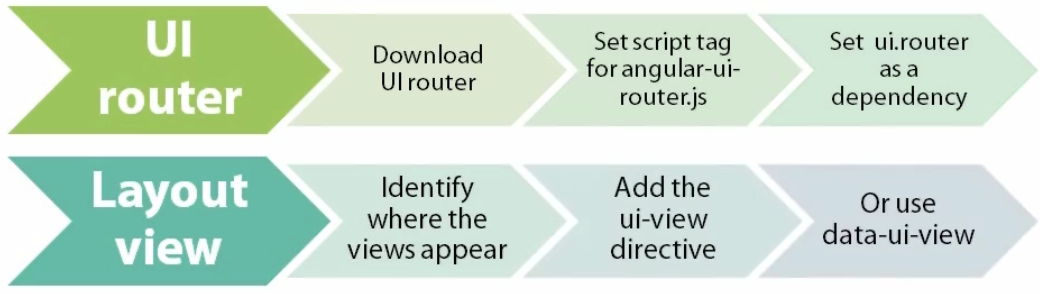 UI
router
Download
UI router
Set script tag
for angular-ui-
router.js
Set ui.router
as a
dependency
Layout
view
Identify
where the
views appear
Add the
ui-view
directive
Or use
data-ui-view